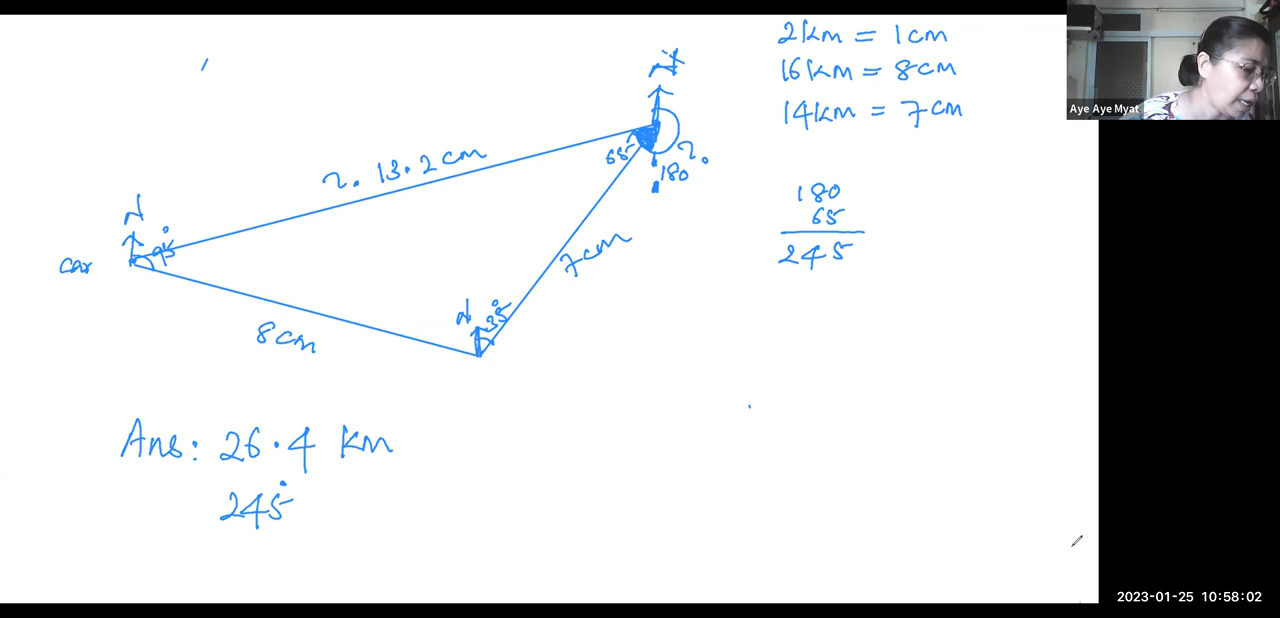 2km = 1cm
16km = 8cm
14km = 7cm
Aye Aye Myat
N
65°
180
?.
?. 13.2cm
180
65
245
N
95°
car
7cm
N
35°
8cm
Ans: 26.4 km
245°
2023-01-25 10:58:02